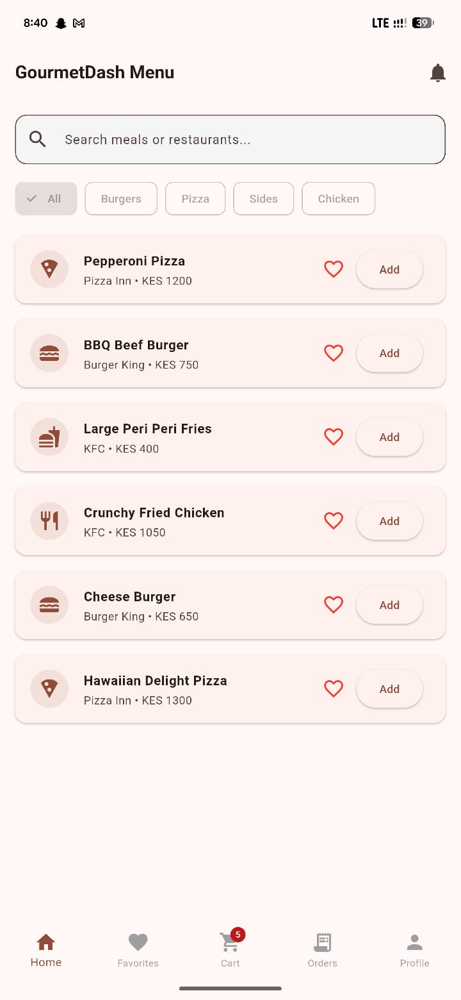 8:40 LTE 39
GourmetDash Menu
Search meals or restaurants...
All Burgers Pizza Sides Chicken
Pepperoni Pizza
Pizza Inn • KES 1200
Add
BBQ Beef Burger
Burger King • KES 750
Add
Large Peri Peri Fries
KFC • KES 400
Add
Crunchy Fried Chicken
KFC • KES 1050
Add
Cheese Burger
Burger King • KES 650
Add
Hawaiian Delight Pizza
Pizza Inn • KES 1300
Add
5
Home Favorites Cart Orders Profile